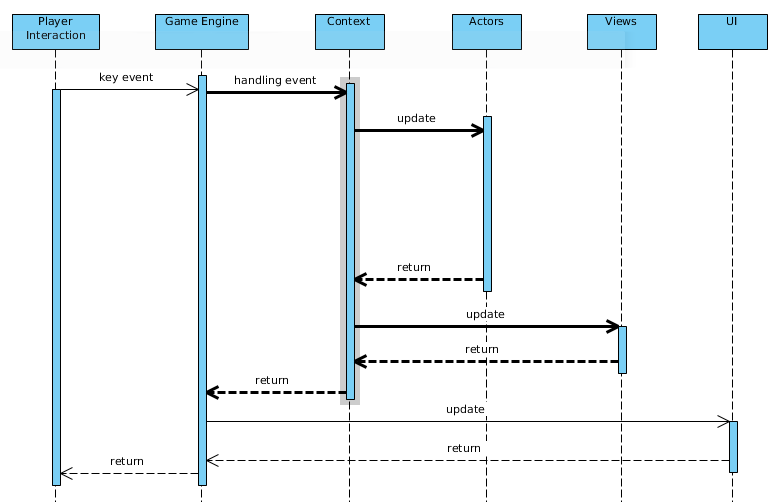 Player
Interaction
Game Engine
Context
Actors
Views
UI
key event
handling event
update
return
update
return
return
update
return
return